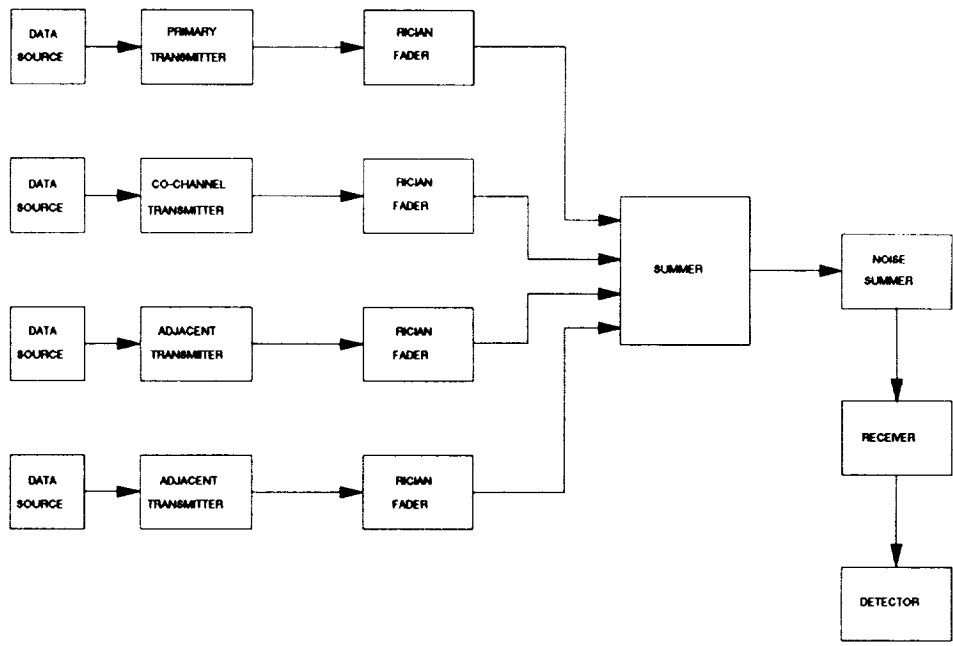 DATA
SOURCE
PRIMARY
TRANSMITTER
RICIAN
FADER
DATA
SOURCE
CO-CHANNEL
TRANSMITTER
RICIAN
FADER
DATA
SOURCE
ADJACENT
TRANSMITTER
RICIAN
FADER
DATA
SOURCE
ADJACENT
TRANSMITTER
RICIAN
FADER
SUMMER
NOISE
SUMMER
RECEIVER
DETECTOR